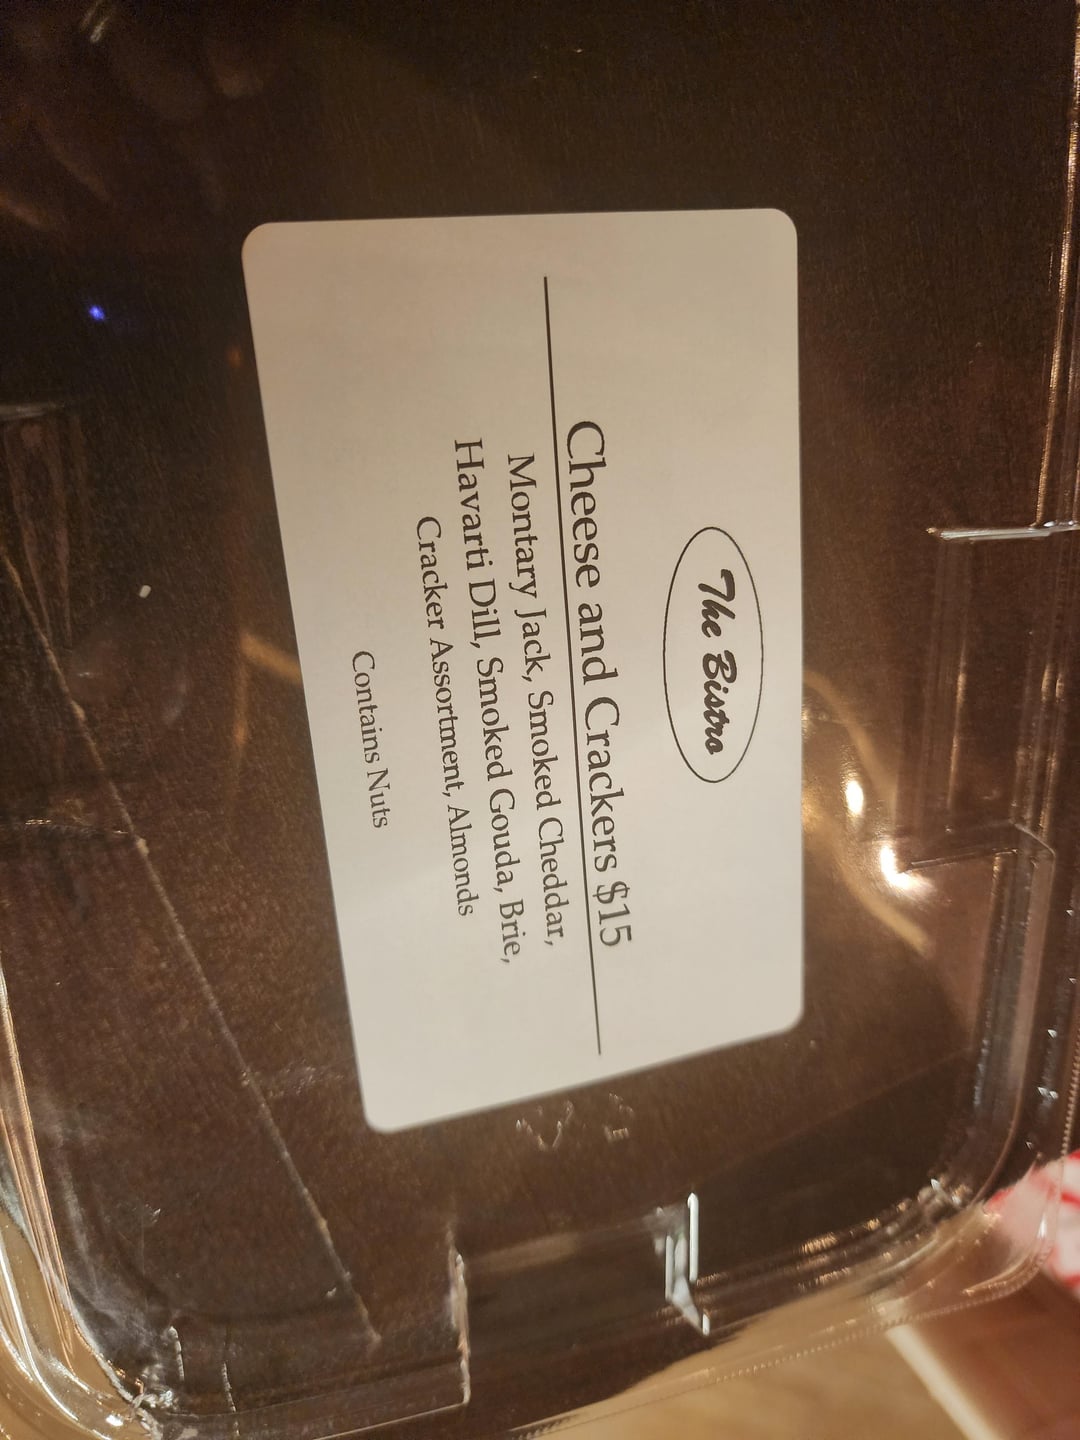 The Bistro
Cheese and Crackers $15
Montary Jack, Smoked Cheddar,
Havarti Dill, Smoked Gouda, Brie,
Cracker Assortment, Almonds
Contains Nuts